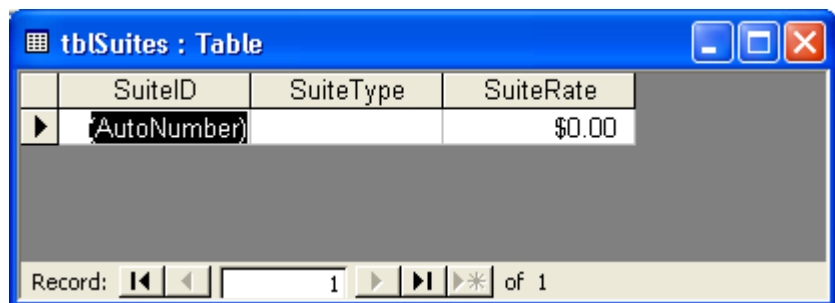 tblSuites : Table
SuiteID SuiteType SuiteRate
(AutoNumber) $0.00
Record: 1 of 1